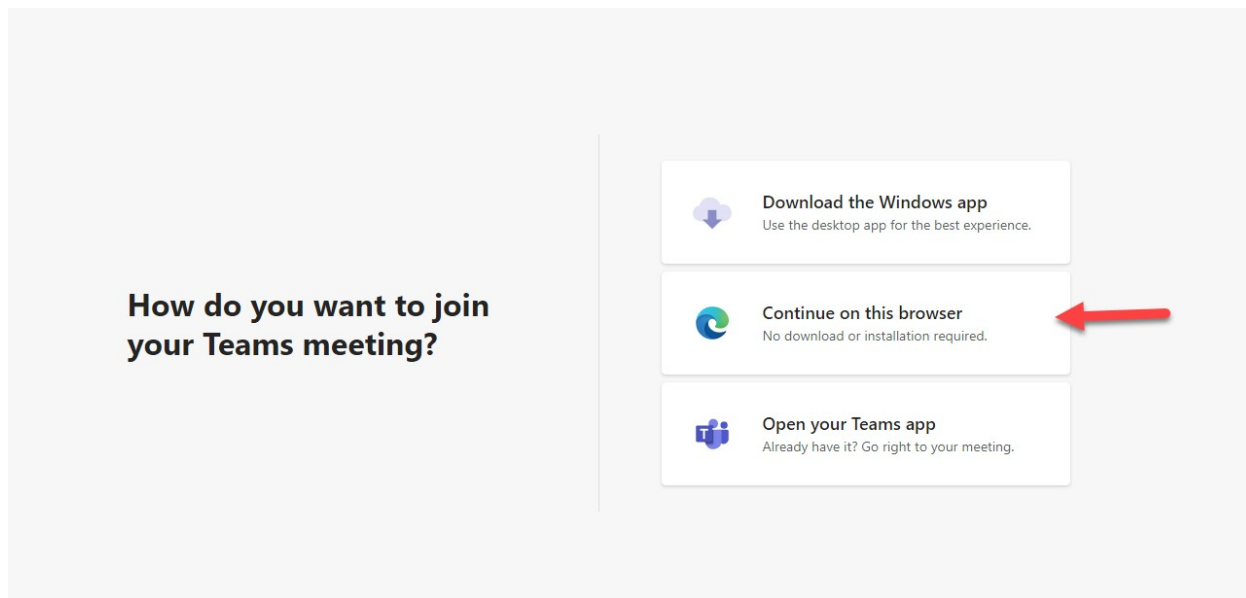 How do you want to join
your Teams meeting?
Download the Windows app
Use the desktop app for the best experience.
Continue on this browser
No download or installation required.
Open your Teams app
Already have it? Go right to your meeting.